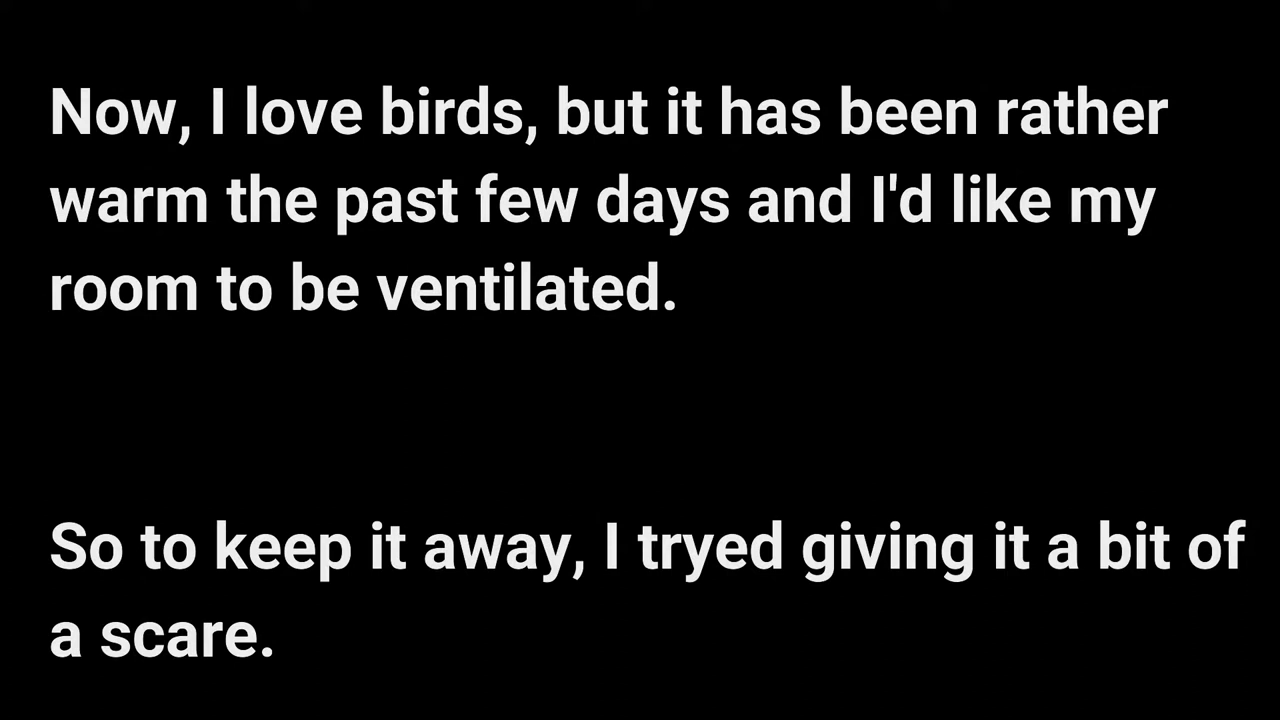 Now, I love birds, but it has been rather
warm the past few days and I'd like my
room to be ventilated.
So to keep it away, I tryed giving it a bit of
a scare.